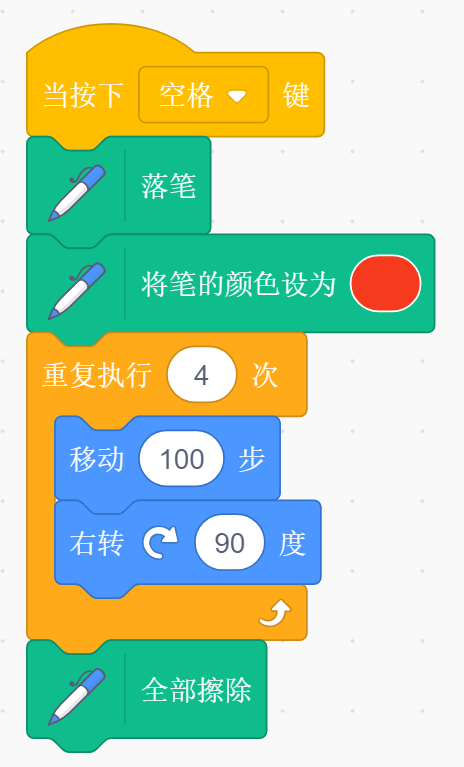 当按下 空格 键
落笔
将笔的颜色设为
重复执行 4 次
移动 100 步
右转 90 度
全部擦除